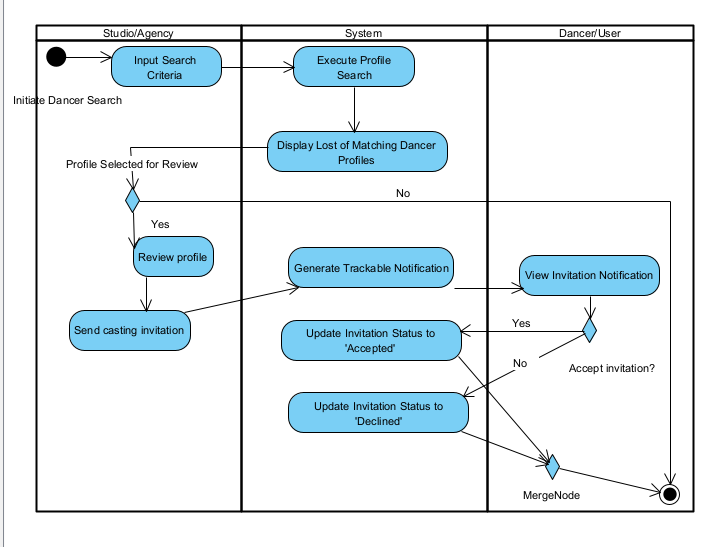 Studio/Agency
System
Dancer/User
Input Search
Criteria
Execute Profile
Search
Initiate Dancer Search
Display Lost of Matching Dancer
Profiles
Profile Selected for Review
No
Yes
Review profile
Generate Trackable Notification
View Invitation Notification
Send casting invitation
Update Invitation Status to
'Accepted'
Yes
No
Accept invitation?
Update Invitation Status to
'Declined'
MergeNode